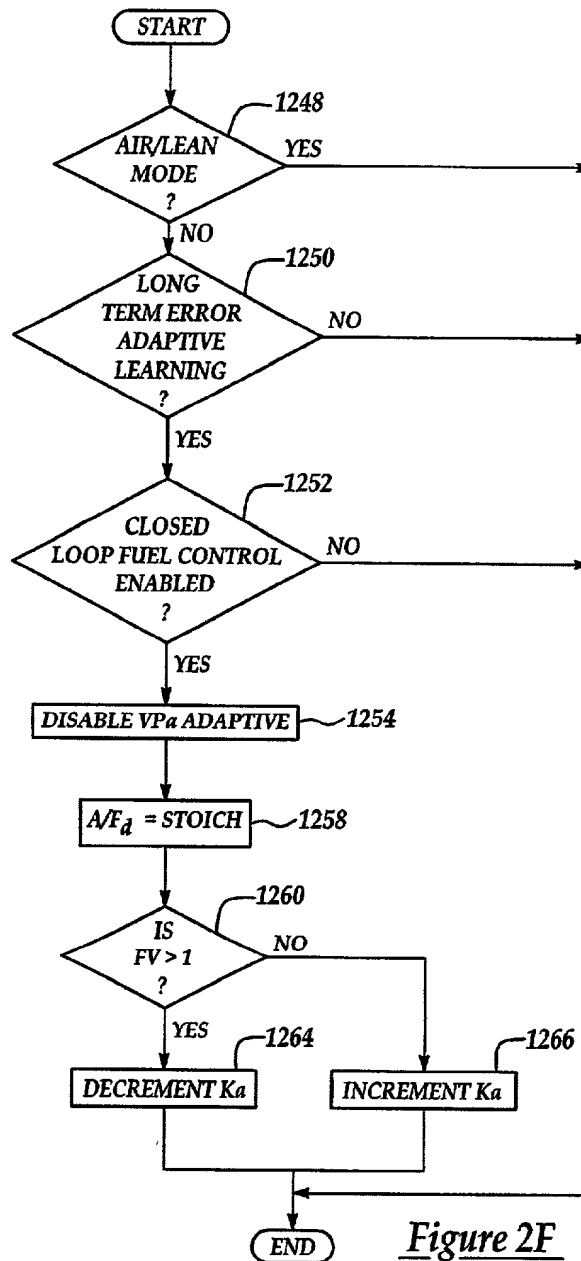 START
1248
AIR/LEAN
MODE
?
YES
NO
1250
LONG
TERM ERROR
ADAPTIVE
LEARNING
?
NO
YES
1252
CLOSED
LOOP FUEL CONTROL
ENABLED
?
NO
YES
DISABLE VPa ADAPTIVE
1254
A/Fd = STOICH
1258
1260
IS
FV > 1
?
NO
YES
1264
DECREMENT Ka
1266
INCREMENT Ka
END
Figure 2F